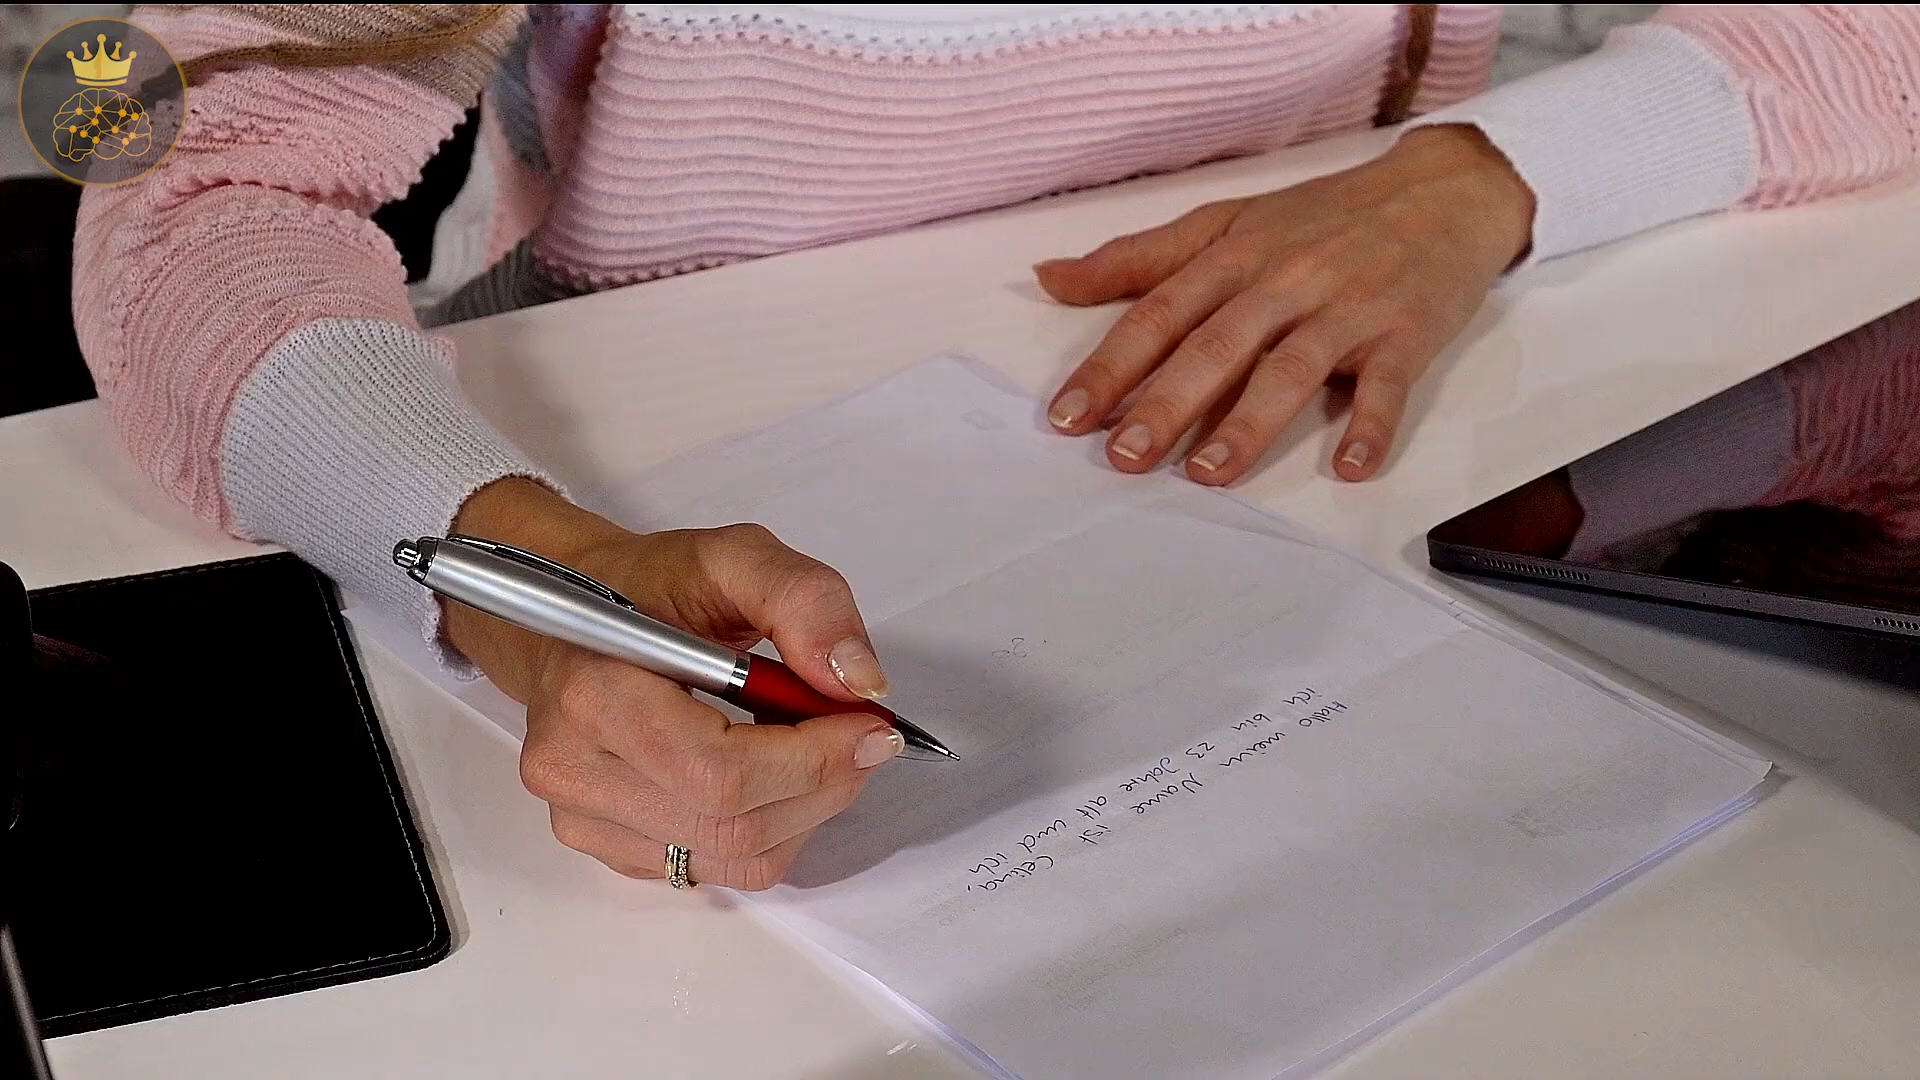 Hallo mein Name ist Celina,
ich bin 23 Jahre alt und ich